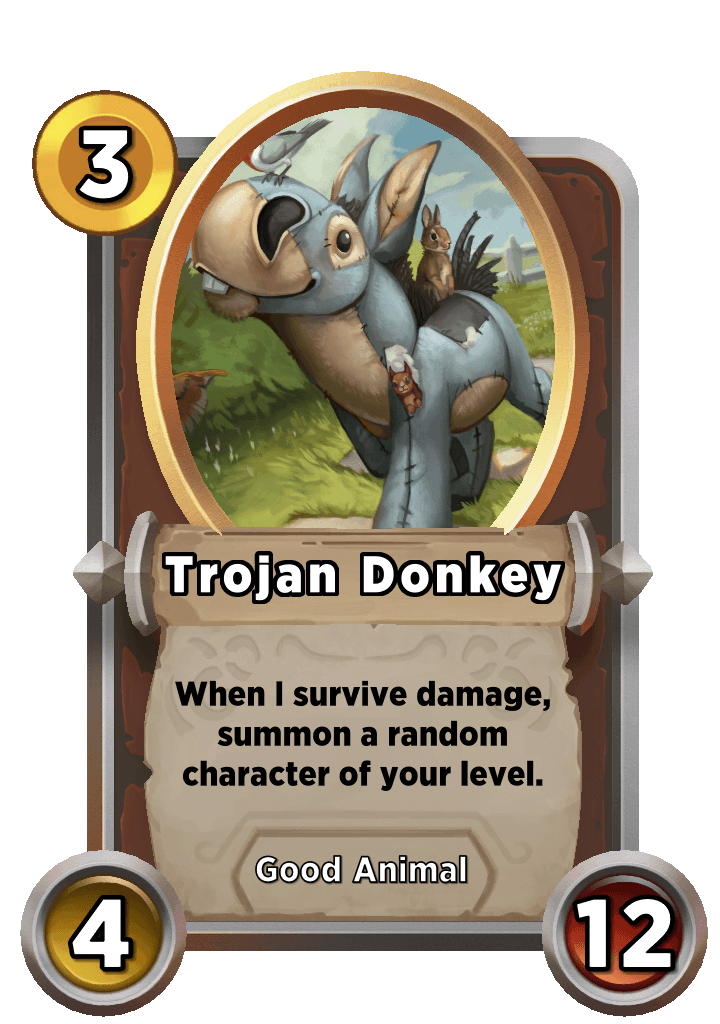 3
Trojan Donkey
When I survive damage,
summon a random
character of your level.
Good Animal
4
12